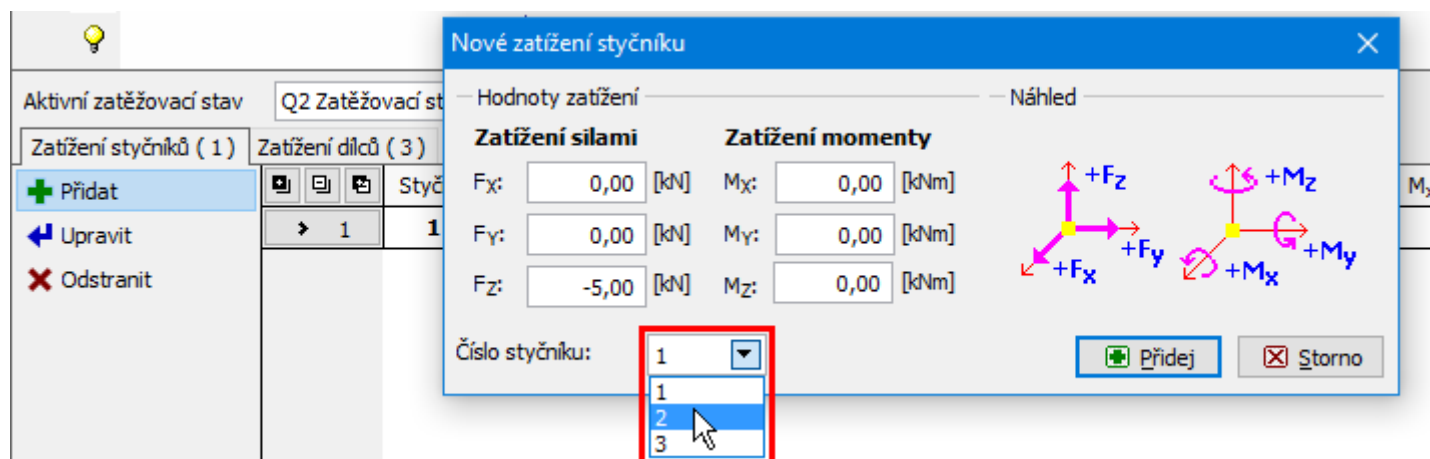 Nové zatížení styčníku
Aktivní zatěžovací stav
Q2 Zatěžovací st
Zatížení styčníků ( 1 )
Zatížení dílců ( 3 )
Přidat
Upravit
Odstranit
Styč
1
1
Hodnoty zatížení
Náhled
Zatížení silami
Zatížení momenty
FX: 0,00 [kN]
MX: 0,00 [kNm]
FY: 0,00 [kN]
MY: 0,00 [kNm]
FZ: -5,00 [kN]
MZ: 0,00 [kNm]
+Fz
+Fy
+Fx
+Mz
+My
+Mx
Mx
Číslo styčníku:
1
1
2
3
Přidej
Storno